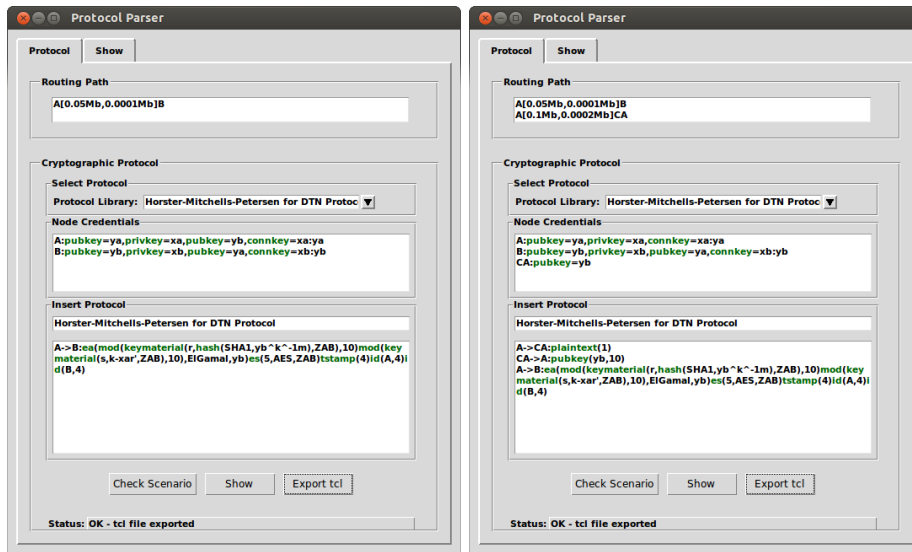 Protocol Parser
Protocol Show
Routing Path
A[0.05Mb,0.0001Mb]B
Cryptographic Protocol
Select Protocol
Protocol Library: Horster-Mitchells-Petersen for DTN Protoc
Node Credentials
A:pubkey=ya,privkey=xa,pubkey=yb,connkey=xa:ya
B:pubkey=yb,privkey=xb,pubkey=ya,connkey=xb:yb
Insert Protocol
Horster-Mitchells-Petersen for DTN Protocol
A->B:ea(mod(keymaterial(r,hash(SHA1,yb^k^-1m),ZAB),10)mod(key
material(s,k-xar',ZAB),10),ElGamal,yb)es(5,AES,ZAB)tstamp(4)id(A,4)i
d(B,4)
Check Scenario Show Export tcl
Status: OK - tcl file exported
Protocol Parser
Protocol Show
Routing Path
A[0.05Mb,0.0001Mb]B
A[0.1Mb,0.0002Mb]CA
Cryptographic Protocol
Select Protocol
Protocol Library: Horster-Mitchells-Petersen for DTN Protoc
Node Credentials
A:pubkey=ya,privkey=xa,connkey=xa:ya
B:pubkey=yb,privkey=xb,pubkey=ya,connkey=xb:yb
CA:pubkey=yb
Insert Protocol
Horster-Mitchells-Petersen for DTN Protocol
A->CA:plaintext(1)
CA->A:pubkey(yb,10)
A->B:ea(mod(keymaterial(r,hash(SHA1,yb^k^-1m),ZAB),10)mod(key
material(s,k-xar',ZAB),10),ElGamal,yb)es(5,AES,ZAB)tstamp(4)id(A,4)i
d(B,4)
Check Scenario Show Export tcl
Status: OK - tcl file exported